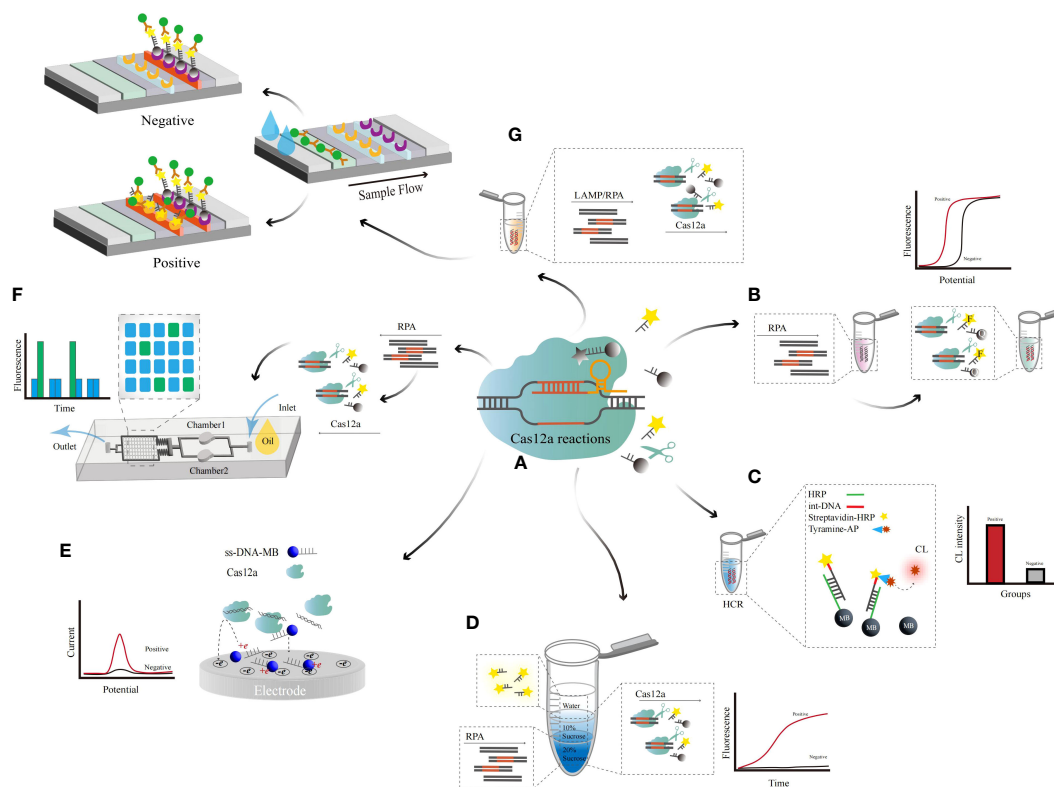 Negative
Sample Flow
Positive
G
LAMP/RPA
Cas12a
Fluorescence
Positive
Negative
Potential
B
RPA
F
B
F
B
F
Fluorescence
Time
RPA
Cas12a
Inlet
Outlet
Chamber1
Chamber2
Oil
Cas12a reactions
A
C
HRP
int-DNA
Streptavidin-HRP
Tyramine-AP
CL
MB
MB
MB
HCR
CL intensity
Positive
Negative
Groups
E
ss-DNA-MB
Cas12a
Current
Positive
Negative
Potential
+e
+e
e
e
e
e
e
e
Electrode
D
Water
10%
Sucrose
20%
Sucrose
RPA
Cas12a
Fluorescence
Positive
Negative
Time